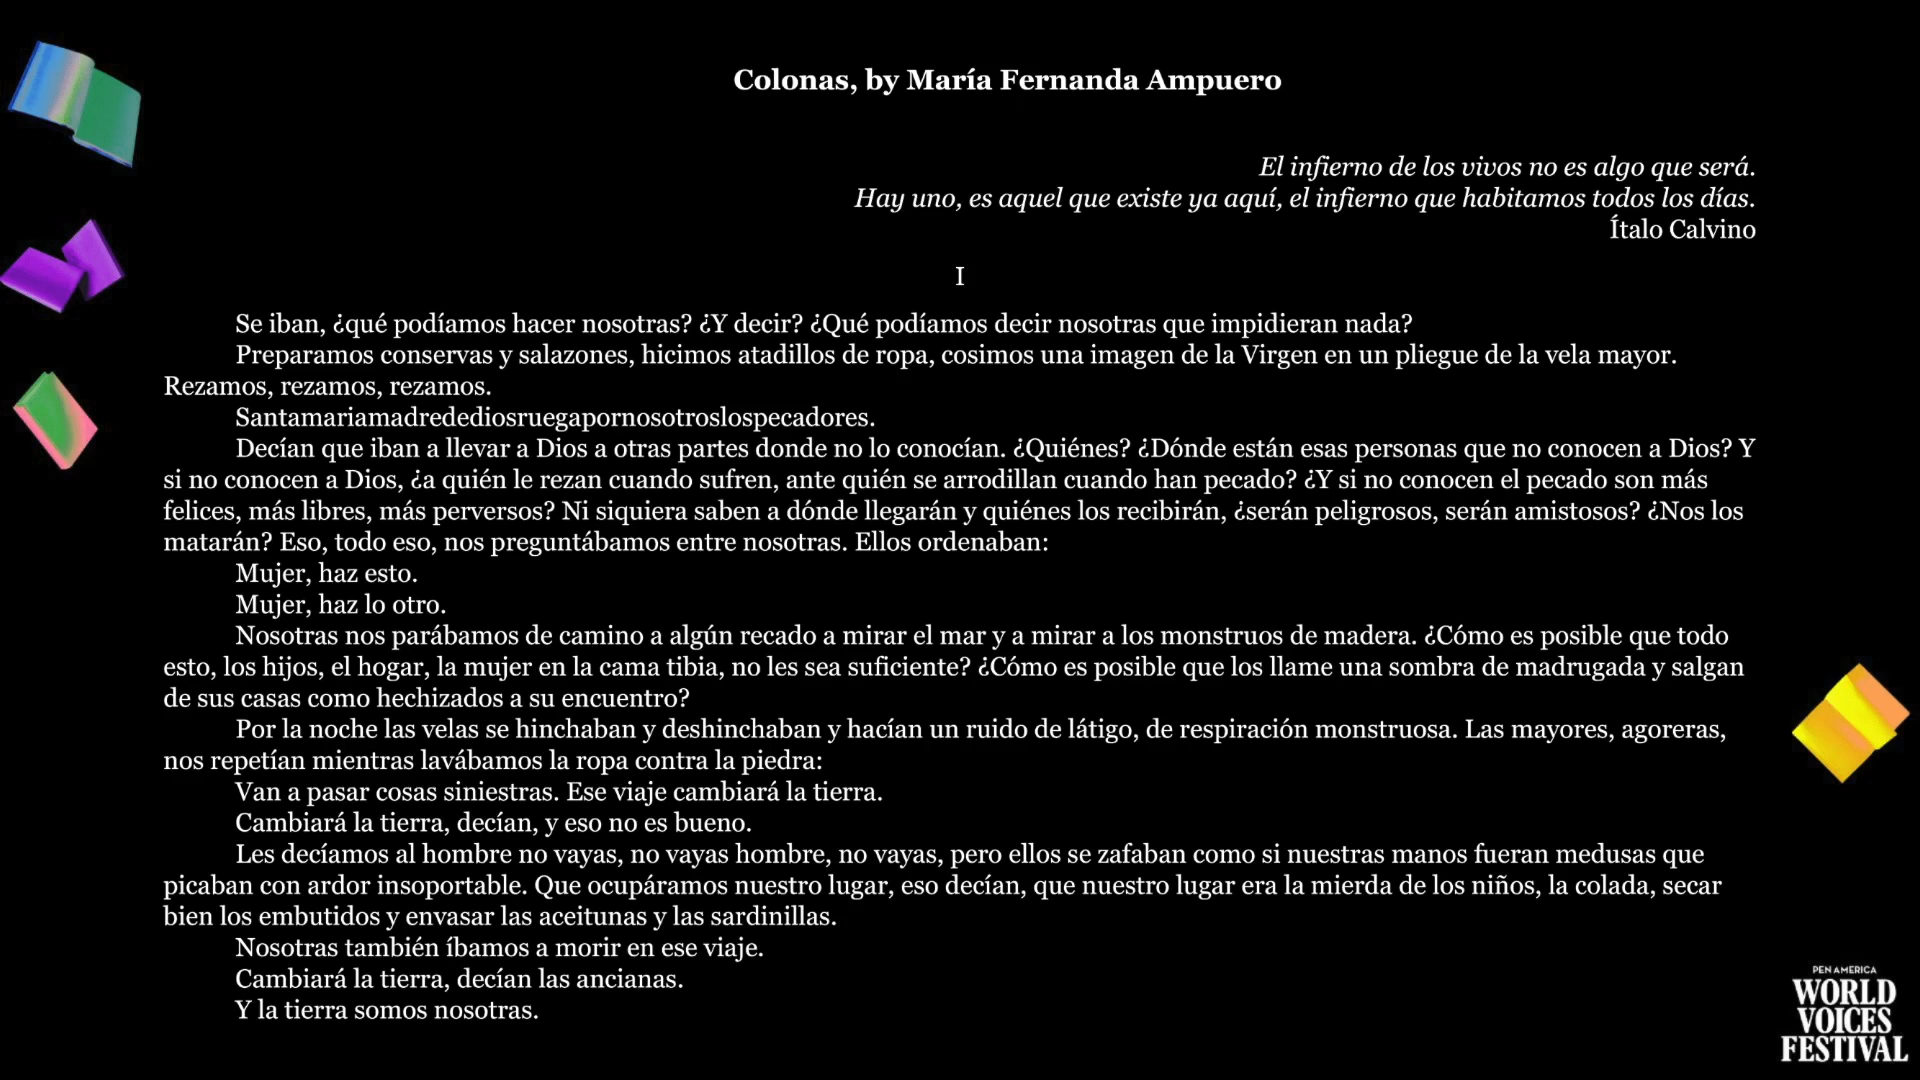 Colonas, by María Fernanda Ampuero
El infierno de los vivos no es algo que será.
Hay uno, es aquel que existe ya aquí, el infierno que habitamos todos los días.
Ítalo Calvino
I
Se iban, ¿qué podíamos hacer nosotras? ¿Y decir? ¿Qué podíamos decir nosotras que impidieran nada?
Preparamos conservas y salazones, hicimos atadillos de ropa, cosimos una imagen de la Virgen en un pliegue de la vela mayor.
Rezamos, rezamos, rezamos.
Santamariamadrededios​ruegapornosotroslospecadores.
Decían que iban a llevar a Dios a otras partes donde no lo conocían. ¿Quiénes? ¿Dónde están esas personas que no conocen a Dios? Y
si no conocen a Dios, ¿a quién le rezan cuando sufren, ante quién se arrodillan cuando han pecado? ¿Y si no conocen el pecado son más
felices, más libres, más perversos? Ni siquiera saben a dónde llegarán y quiénes los recibirán, ¿serán peligrosos, serán amistosos? ¿Nos los
matarán? Eso, todo eso, nos preguntábamos entre nosotras. Ellos ordenaban:
Mujer, haz esto.
Mujer, haz lo otro.
Nosotras nos parábamos de camino a algún recado a mirar el mar y a mirar a los monstruos de madera. ¿Cómo es posible que todo
esto, los hijos, el hogar, la mujer en la cama tibia, no les sea suficiente? ¿Cómo es posible que los llame una sombra de madrugada y salgan
de sus casas como hechizados a su encuentro?
Por la noche las velas se hinchaban y deshinchaban y hacían un ruido de látigo, de respiración monstruosa. Las mayores, agoreras,
nos repetían mientras lavábamos la ropa contra la piedra:
Van a pasar cosas siniestras. Ese viaje cambiará la tierra.
Cambiará la tierra, decían, y eso no es bueno.
Les decíamos al hombre no vayas, no vayas hombre, no vayas, pero ellos se zafaban como si nuestras manos fueran medusas que
picaban con ardor insoportable. Que ocupáramos nuestro lugar, eso decían, que nuestro lugar era la mierda de los niños, la colada, secar
bien los embutidos y envasar las aceitunas y las sardinillas.
Nosotras también íbamos a morir en ese viaje.
Cambiará la tierra, decían las ancianas.
Y la tierra somos nosotras.
PEN AMERICA
WORLD
VOICES
FESTIVAL